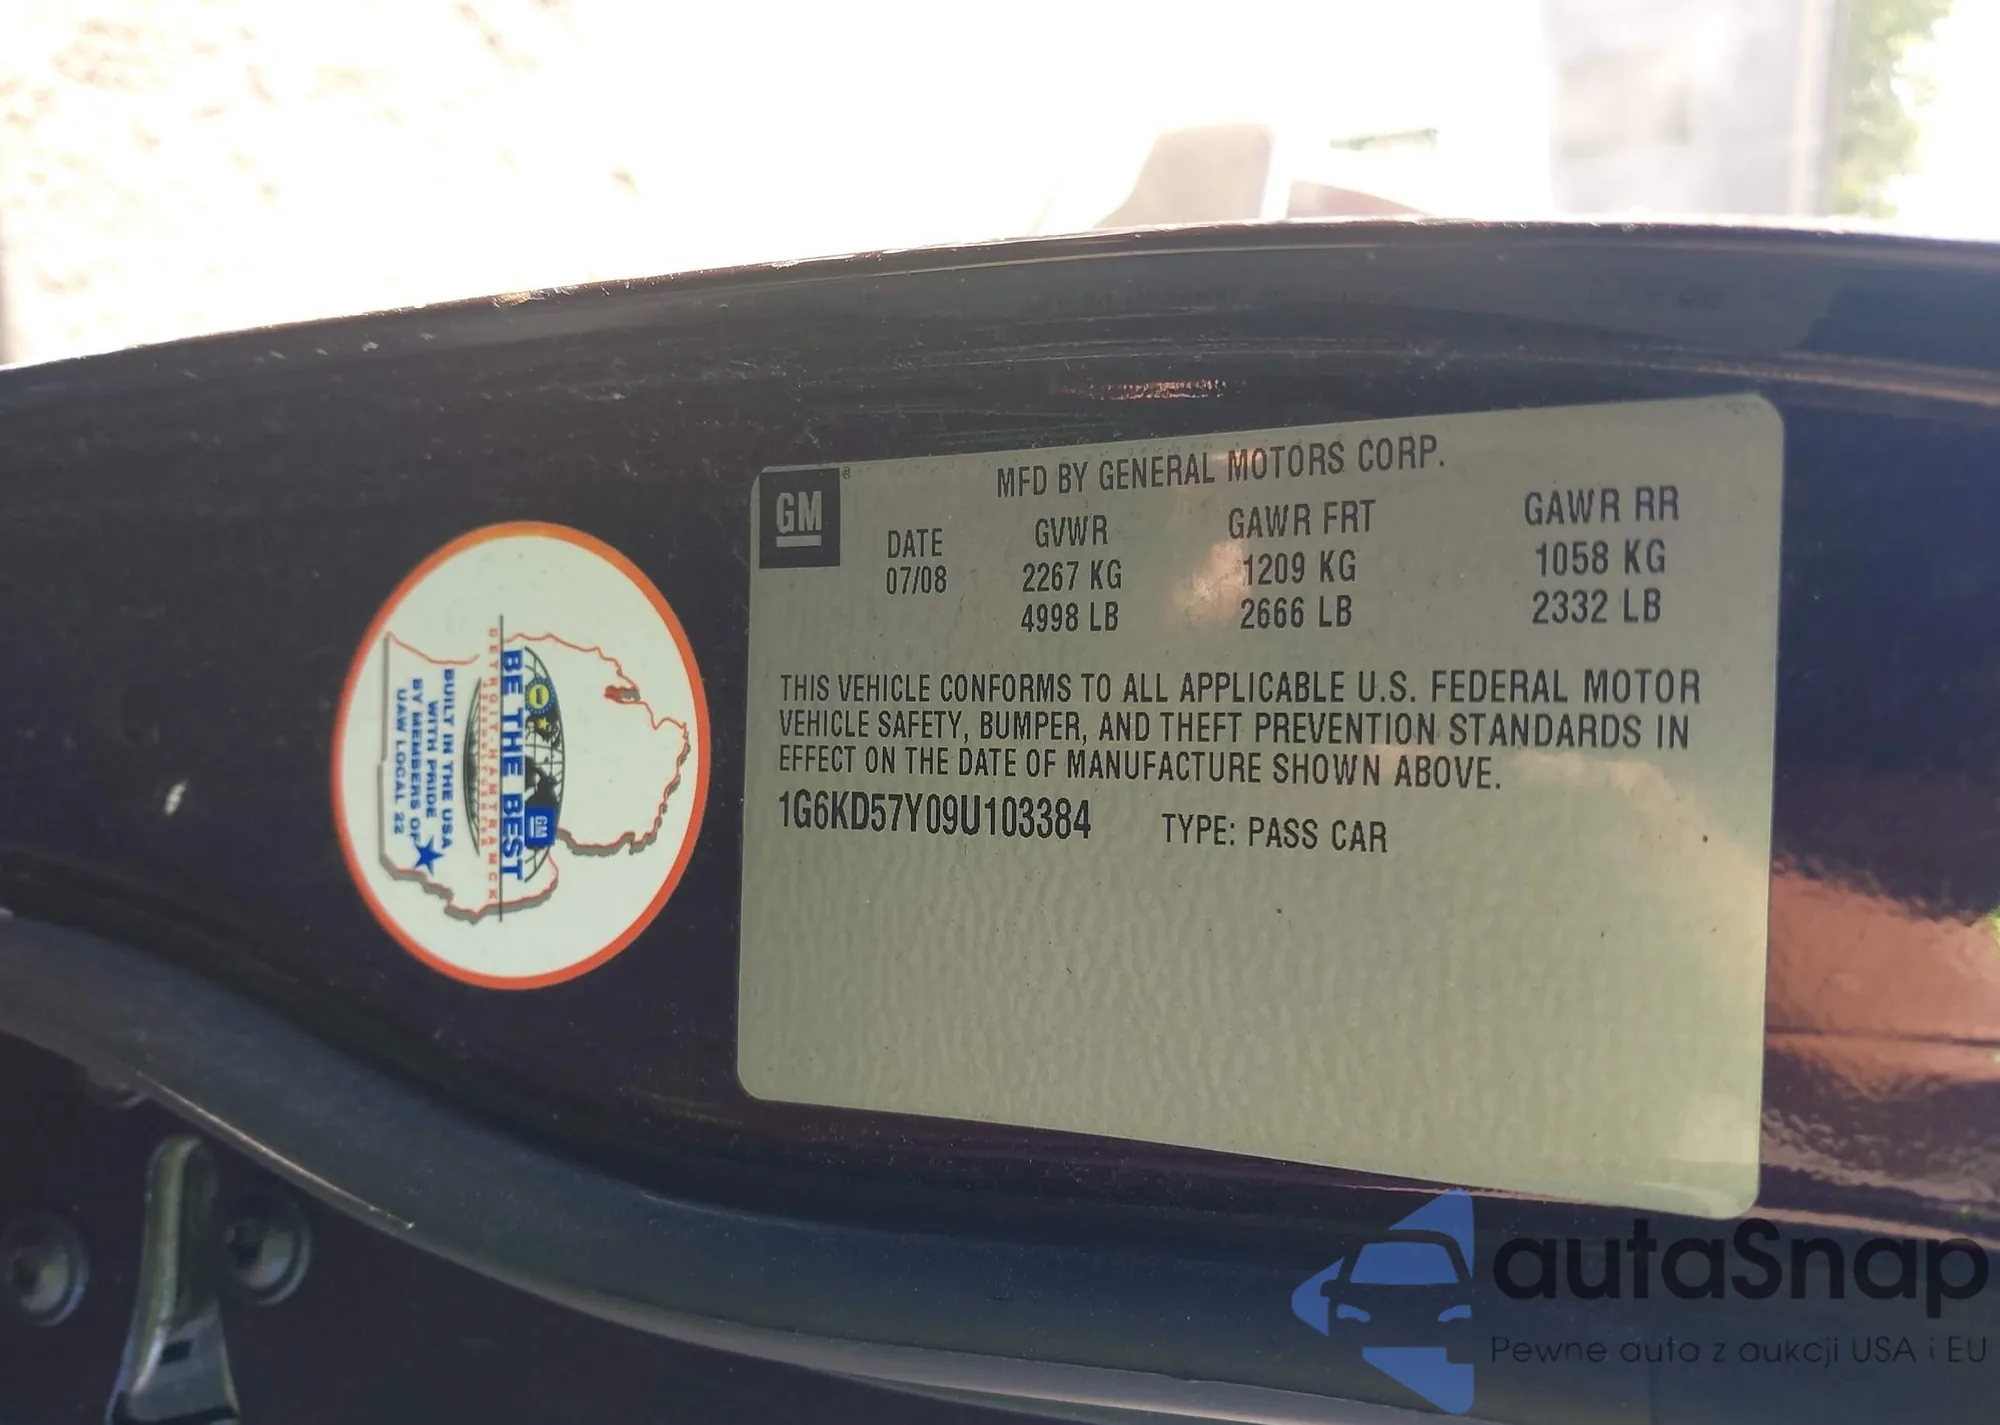 GM
®
MFD BY GENERAL MOTORS CORP.
DATE
07/08
GVWR
2267 KG
4998 LB
GAWR FRT
1209 KG
2666 LB
GAWR RR
1058 KG
2332 LB
THIS VEHICLE CONFORMS TO ALL APPLICABLE U.S. FEDERAL MOTOR
VEHICLE SAFETY, BUMPER, AND THEFT PREVENTION STANDARDS IN
EFFECT ON THE DATE OF MANUFACTURE SHOWN ABOVE.
1G6KD57Y09U103384
TYPE: PASS CAR
GM
BE THE BEST
DETROIT HAMTRAMCK
BUILT IN THE USA
WITH PRIDE
BY MEMBERS OF
UAW LOCAL 22
autaSnap
Pewne auta z aukcji USA i EU